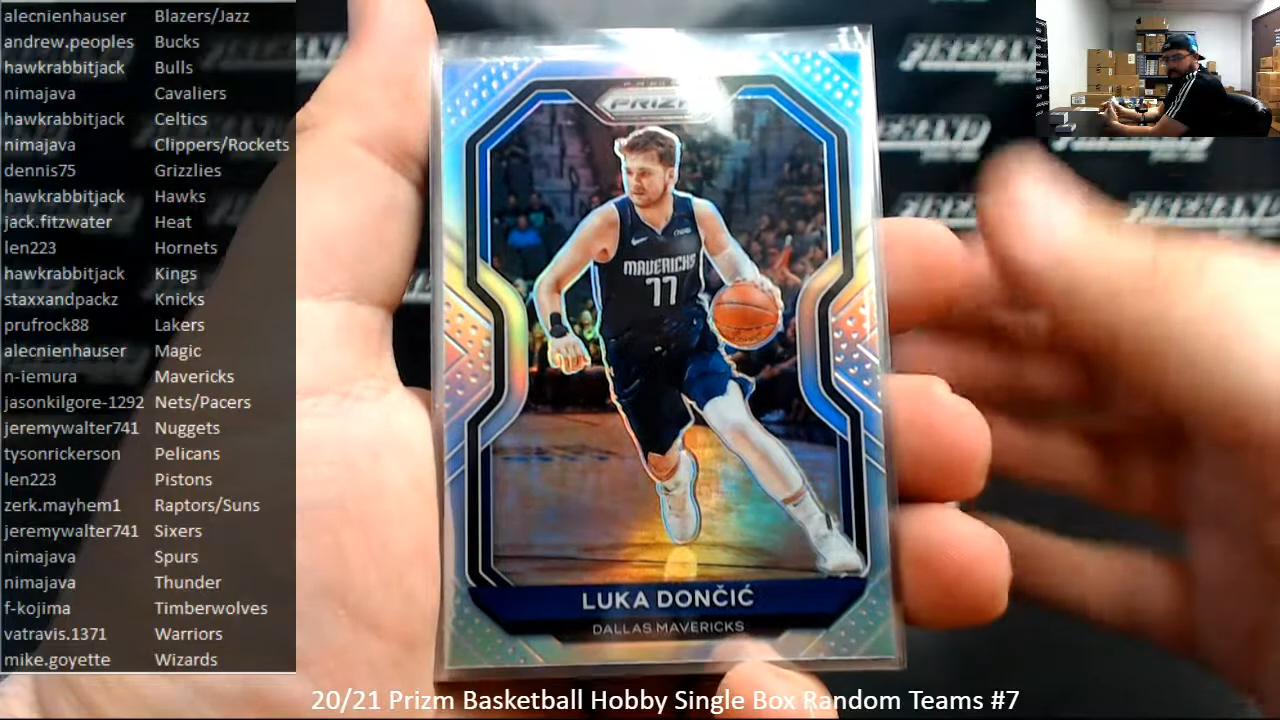 alecnienhauser Blazers/Jazz
andrew.peoples Bucks
hawkrabbitjack Bulls
nimajava Cavaliers
hawkrabbitjack Celtics
nimajava Clippers/Rockets
dennis75 Grizzlies
hawkrabbitjack Hawks
jack.fitzwater Heat
len223 Hornets
hawkrabbitjack Kings
staxxandpackz Knicks
prufrock88 Lakers
alecnienhauser Magic
n-iemura Mavericks
jasonkilgore-1292 Nets/Pacers
jeremywalter741 Nuggets
tysonrickerson Pelicans
len223 Pistons
zerk.mayhem1 Raptors/Suns
jeremywalter741 Sixers
nimajava Spurs
nimajava Thunder
f-kojima Timberwolves
vatravis.1371 Warriors
mike.goyette Wizards
PRIZM
MAVERICKS
77
LUKA DONČIĆ
DALLAS MAVERICKS
20/21 Prizm Basketball Hobby Single Box Random Teams #7